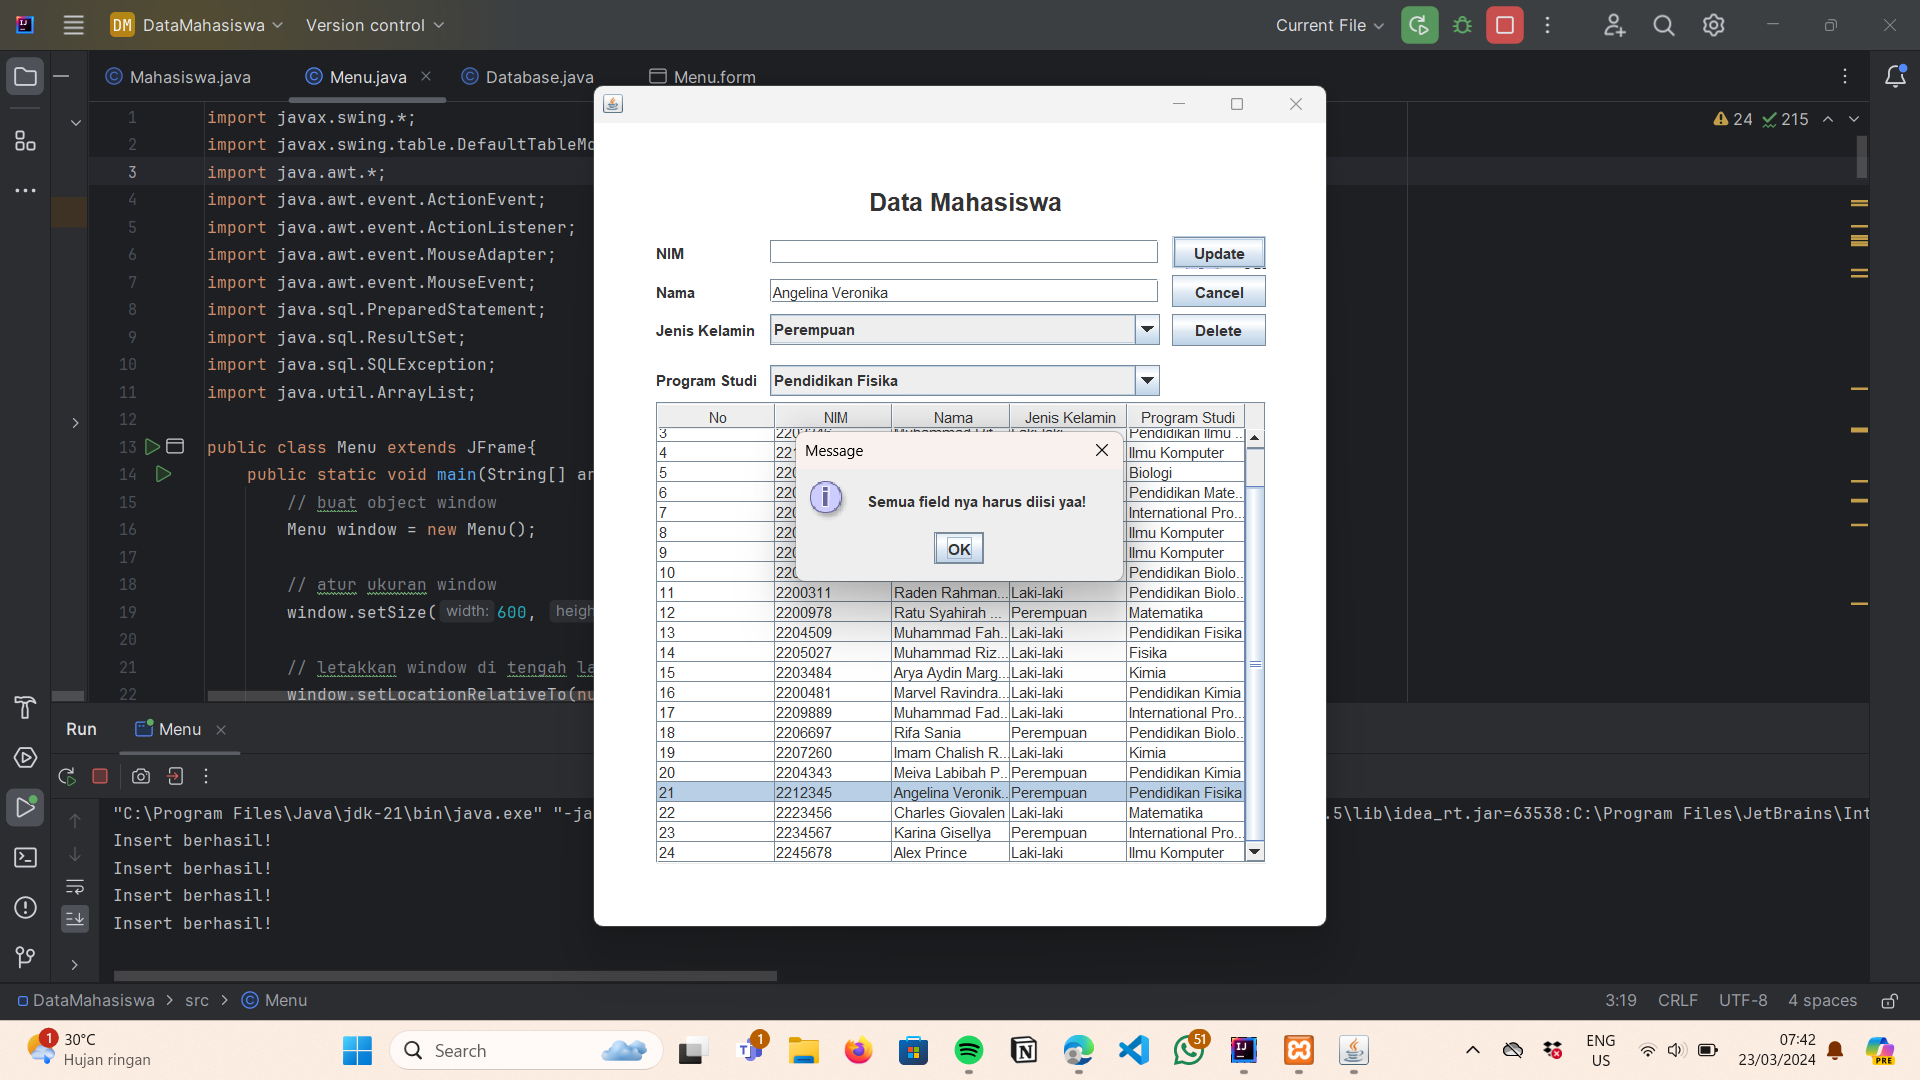 DM DataMahasiswa
Version control
Current File
Mahasiswa.java
Menu.java
Database.java
Menu.form
24
215
1 import javax.swing.*;
2 import javax.swing.table.DefaultTableMo
3 import java.awt.*;
4 import java.awt.event.ActionEvent;
5 import java.awt.event.ActionListener;
6 import java.awt.event.MouseAdapter;
7 import java.awt.event.MouseEvent;
8 import java.sql.PreparedStatement;
9 import java.sql.ResultSet;
10 import java.sql.SQLException;
11 import java.util.ArrayList;
12
13 public class Menu extends JFrame{
14 public static void main(String[] ar
15 // buat object window
16 Menu window = new Menu();
17
18 // atur ukuran window
19 window.setSize( width: 600, heigh
20
21 // letakkan window di tengah la
22 window.setLocationRelativeTo(nu
Data Mahasiswa
NIM
Update
Nama Angelina Veronika
Cancel
Jenis Kelamin Perempuan
Delete
Program Studi Pendidikan Fisika
No NIM Nama Jenis Kelamin Program Studi
3 Pendidikan Ilmu ...
4 Ilmu Komputer
5 Biologi
6 Pendidikan Mate...
7 International Pro...
8 Ilmu Komputer
9 Ilmu Komputer
10 Pendidikan Biolo...
11 2200311 Raden Rahman... Laki-laki Pendidikan Biolo...
12 2200978 Ratu Syahirah ... Perempuan Matematika
13 2204509 Muhammad Fah... Laki-laki Pendidikan Fisika
14 2205027 Muhammad Riz... Laki-laki Fisika
15 2203484 Arya Aydin Marg... Laki-laki Kimia
16 2200481 Marvel Ravindra... Laki-laki Pendidikan Kimia
17 2209889 Muhammad Fad... Laki-laki International Pro...
18 2206697 Rifa Sania Perempuan Pendidikan Biolo...
19 2207260 Imam Chalish R... Laki-laki Kimia
20 2204343 Meiva Labibah P... Perempuan Pendidikan Kimia
21 2212345 Angelina Veronik... Perempuan Pendidikan Fisika
22 2223456 Charles Giovalen Laki-laki Matematika
23 2234567 Karina Gisellya Perempuan International Pro...
24 2245678 Alex Prince Laki-laki Ilmu Komputer
Message
Semua field nya harus diisi yaa!
OK
Run
Menu
"C:\Program Files\Java\jdk-21\bin\java.exe" "-ja
.5\lib\idea_rt.jar=63538:C:\Program Files\JetBrains\Int
Insert berhasil!
Insert berhasil!
Insert berhasil!
Insert berhasil!
DataMahasiswa > src > Menu
3:19 CRLF UTF-8 4 spaces
1
30°C
Hujan ringan
Search
1
51
PRE
ENG
US
07:42
23/03/2024